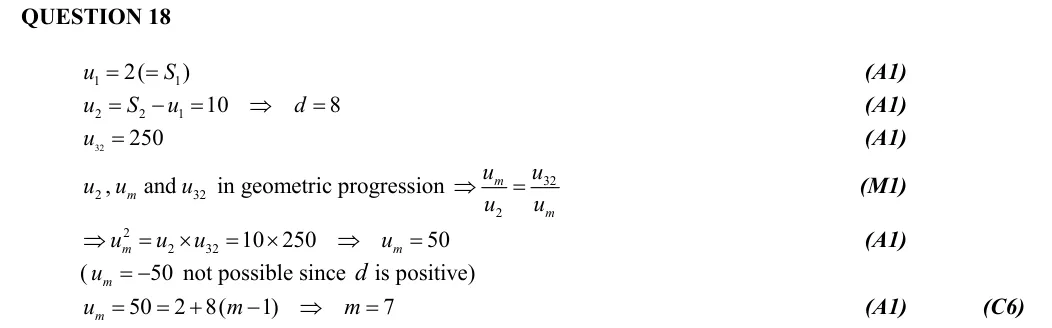 QUESTION 18
u₁ = 2 (= S₁) (A1)
u₂ = S₂ − u₁ = 10 ⇒ d = 8 (A1)
u₃₂ = 250 (A1)
u₂ , uₘ and u₃₂ in geometric progression ⇒ uₘ/u₂ = u₃₂/uₘ (M1)
⇒ uₘ² = u₂ × u₃₂ = 10 × 250 ⇒ uₘ = 50 (A1)
( uₘ = −50 not possible since d is positive)
uₘ = 50 = 2 + 8(m − 1) ⇒ m = 7 (A1) (C6)